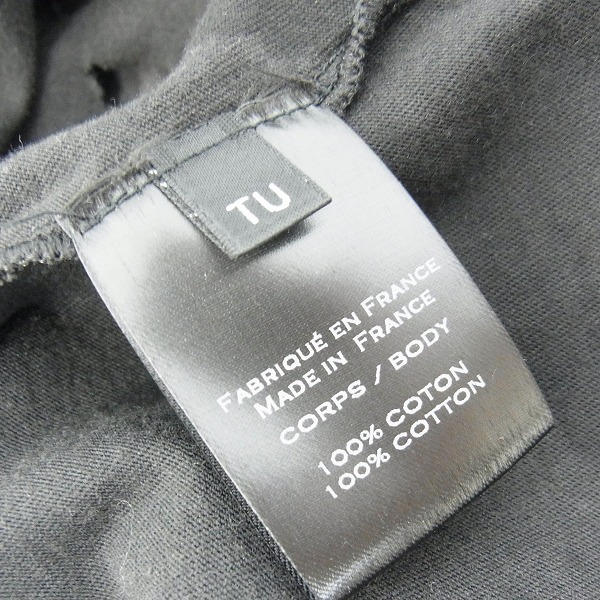 TU
FABRIQUÉ EN FRANCE
MADE IN FRANCE
CORPS / BODY
100% COTON
100% COTTON